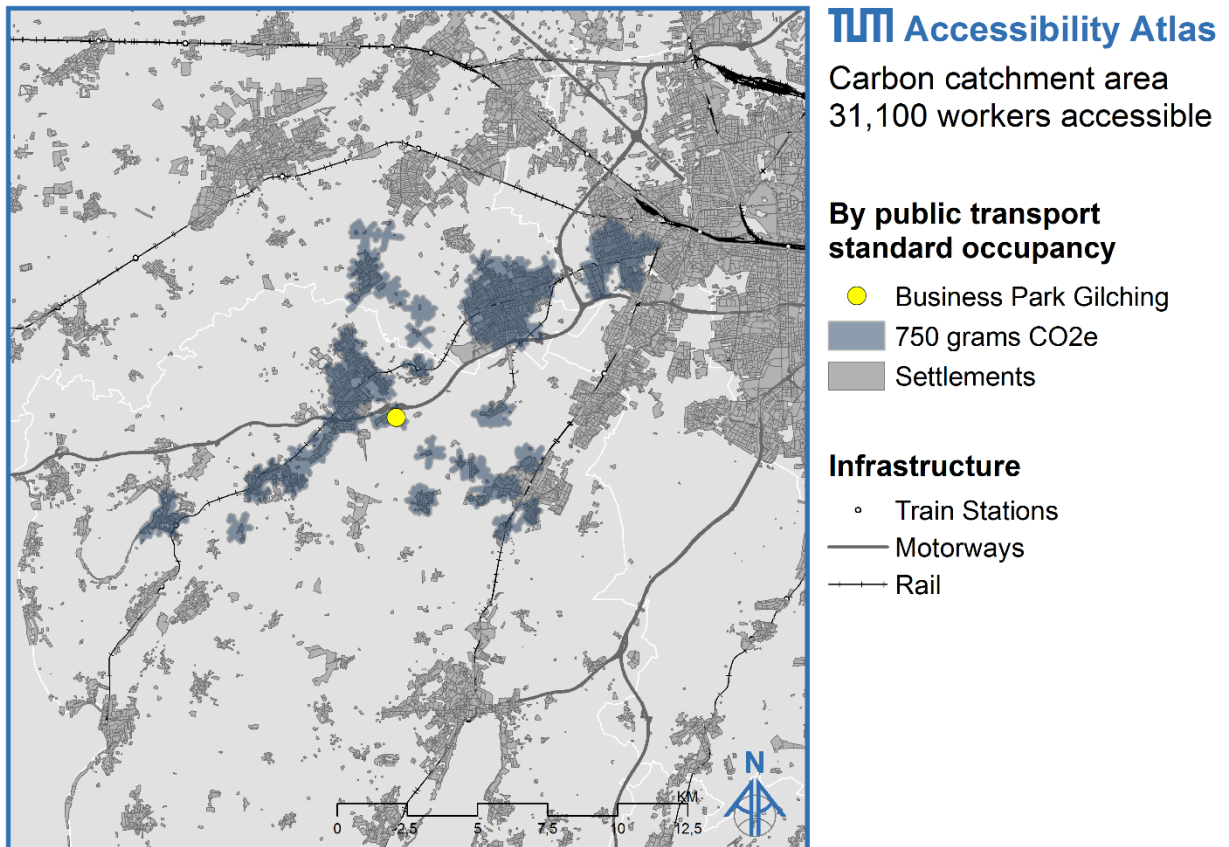 TUM Accessibility Atlas
Carbon catchment area
31,100 workers accessible
By public transport
standard occupancy
Business Park Gilching
750 grams CO2e
Settlements
Infrastructure
Train Stations
Motorways
Rail
N
KM
0 2,5 5 7,5 10 12,5